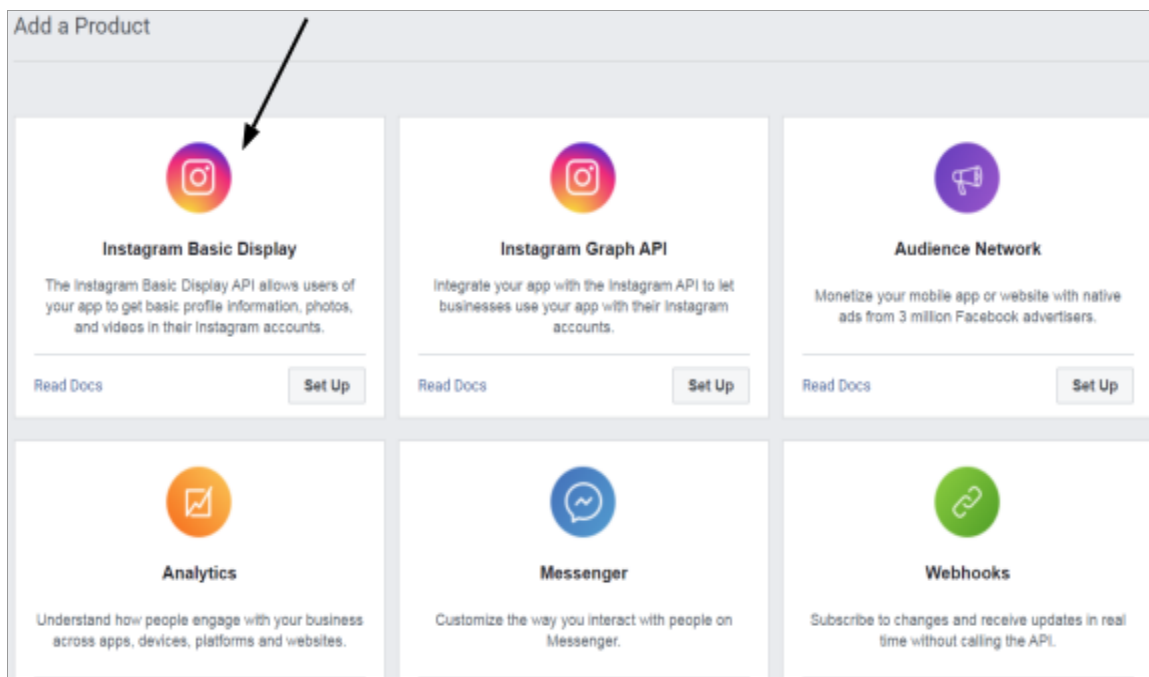 Add a Product
Instagram Basic Display
The Instagram Basic Display API allows users of
your app to get basic profile information, photos,
and videos in their Instagram accounts.
Read Docs
Set Up
Instagram Graph API
Integrate your app with the Instagram API to let
businesses use your app with their Instagram
accounts.
Read Docs
Set Up
Audience Network
Monetize your mobile app or website with native
ads from 3 million Facebook advertisers.
Read Docs
Set Up
Analytics
Understand how people engage with your business
across apps, devices, platforms and websites.
Messenger
Customize the way you interact with people on
Messenger.
Webhooks
Subscribe to changes and receive updates in real
time without calling the API.